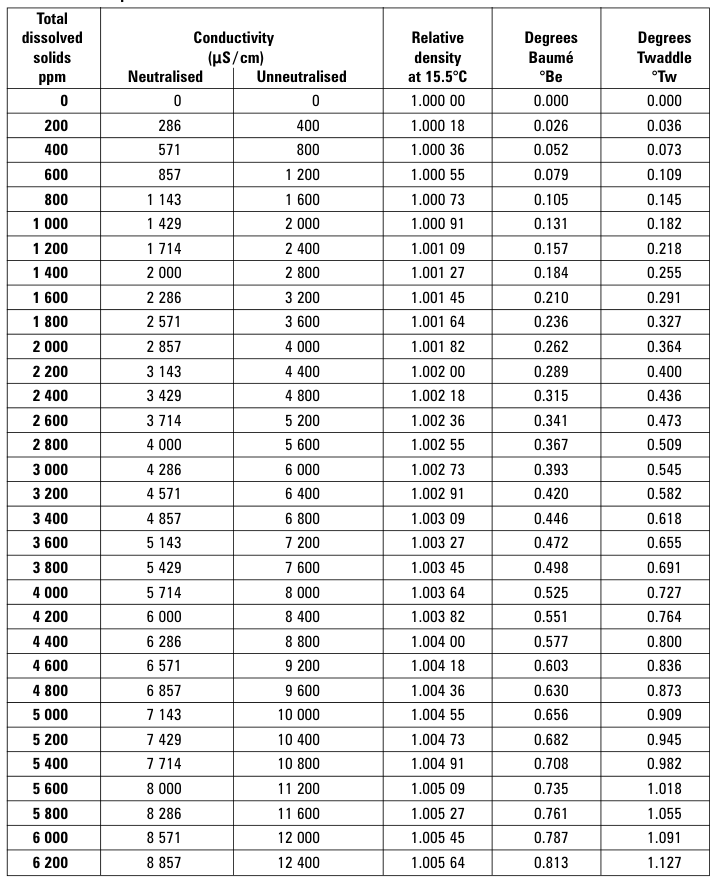 Total dissolved solids ppm | Conductivity (µS/cm) Neutralised | Conductivity (µS/cm) Unneutralised | Relative density at 15.5°C | Degrees Baumé °Be | Degrees Twaddle °Tw
0 0 0 1.000 00 0.000 0.000
200 286 400 1.000 18 0.026 0.036
400 571 800 1.000 36 0.052 0.073
600 857 1 200 1.000 55 0.079 0.109
800 1 143 1 600 1.000 73 0.105 0.145
1 000 1 429 2 000 1.000 91 0.131 0.182
1 200 1 714 2 400 1.001 09 0.157 0.218
1 400 2 000 2 800 1.001 27 0.184 0.255
1 600 2 286 3 200 1.001 45 0.210 0.291
1 800 2 571 3 600 1.001 64 0.236 0.327
2 000 2 857 4 000 1.001 82 0.262 0.364
2 200 3 143 4 400 1.002 00 0.289 0.400
2 400 3 429 4 800 1.002 18 0.315 0.436
2 600 3 714 5 200 1.002 36 0.341 0.473
2 800 4 000 5 600 1.002 55 0.367 0.509
3 000 4 286 6 000 1.002 73 0.393 0.545
3 200 4 571 6 400 1.002 91 0.420 0.582
3 400 4 857 6 800 1.003 09 0.446 0.618
3 600 5 143 7 200 1.003 27 0.472 0.655
3 800 5 429 7 600 1.003 45 0.498 0.691
4 000 5 714 8 000 1.003 64 0.525 0.727
4 200 6 000 8 400 1.003 82 0.551 0.764
4 400 6 286 8 800 1.004 00 0.577 0.800
4 600 6 571 9 200 1.004 18 0.603 0.836
4 800 6 857 9 600 1.004 36 0.630 0.873
5 000 7 143 10 000 1.004 55 0.656 0.909
5 200 7 429 10 400 1.004 73 0.682 0.945
5 400 7 714 10 800 1.004 91 0.708 0.982
5 600 8 000 11 200 1.005 09 0.735 1.018
5 800 8 286 11 600 1.005 27 0.761 1.055
6 000 8 571 12 000 1.005 45 0.787 1.091
6 200 8 857 12 400 1.005 64 0.813 1.127